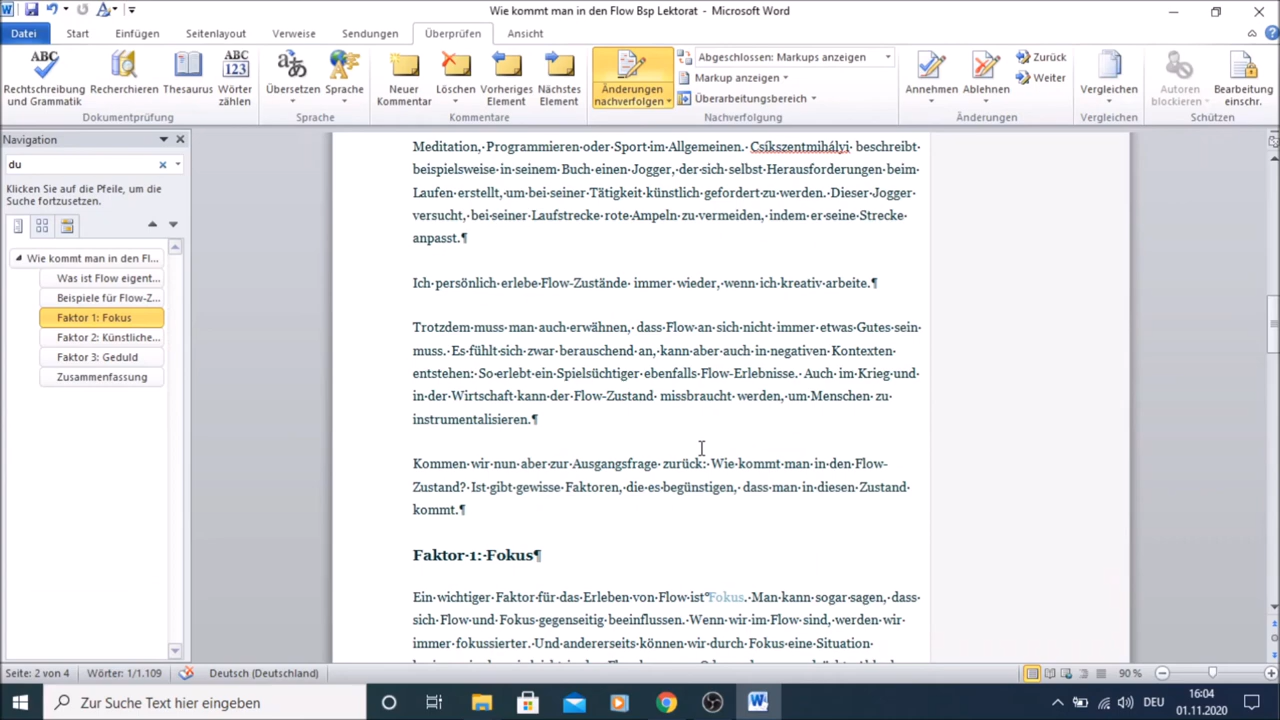 Wie kommt man in den Flow Bsp Lektorat - Microsoft Word
Datei Start Einfügen Seitenlayout Verweise Sendungen Überprüfen Ansicht
Rechtschreibung und Grammatik
Recherchieren
Thesaurus
Wörter zählen
Übersetzen
Sprache
Neuer Kommentar
Löschen
Vorheriges Element
Nächstes Element
Änderungen nachverfolgen
Abgeschlossen: Markups anzeigen
Markup anzeigen
Überarbeitungsbereich
Annehmen
Ablehnen
Zurück
Weiter
Vergleichen
Autoren blockieren
Bearbeitung einschr.
Dokumentprüfung Sprache Kommentare Nachverfolgung Änderungen Vergleichen Schützen
Navigation
du
Klicken Sie auf die Pfeile, um die
Suche fortzusetzen.
Wie kommt man in den Fl...
Was ist Flow eigent...
Beispiele für Flow-Z...
Faktor 1: Fokus
Faktor 2: Künstliche...
Faktor 3: Geduld
Zusammenfassung
Meditation, Programmieren oder Sport im Allgemeinen. Csíkszentmihályi beschreibt
beispielsweise in seinem Buch einen Jogger, der sich selbst Herausforderungen beim
Laufen erstellt, um bei seiner Tätigkeit künstlich gefordert zu werden. Dieser Jogger
versucht, bei seiner Laufstrecke rote Ampeln zu vermeiden, indem er seine Strecke
anpasst.¶
Ich persönlich erlebe Flow-Zustände immer wieder, wenn ich kreativ arbeite.¶
Trotzdem muss man auch erwähnen, dass Flow an sich nicht immer etwas Gutes sein
muss. Es fühlt sich zwar berauschend an, kann aber auch in negativen Kontexten
entstehen: So erlebt ein Spielsüchtiger ebenfalls Flow-Erlebnisse. Auch im Krieg und
in der Wirtschaft kann der Flow-Zustand missbraucht werden, um Menschen zu
instrumentalisieren.¶
Kommen wir nun aber zur Ausgangsfrage zurück: Wie kommt man in den Flow-
Zustand? Ist gibt gewisse Faktoren, die es begünstigen, dass man in diesen Zustand
kommt.¶
Faktor 1: Fokus¶
Ein wichtiger Faktor für das Erleben von Flow ist°Fokus. Man kann sogar sagen, dass
sich Flow und Fokus gegenseitig beeinflussen. Wenn wir im Flow sind, werden wir
immer fokussierter. Und andererseits können wir durch Fokus eine Situation
Seite: 2 von 4 Wörter: 1/1.109 Deutsch (Deutschland) 90 %
Zur Suche Text hier eingeben
DEU
16:04
01.11.2020